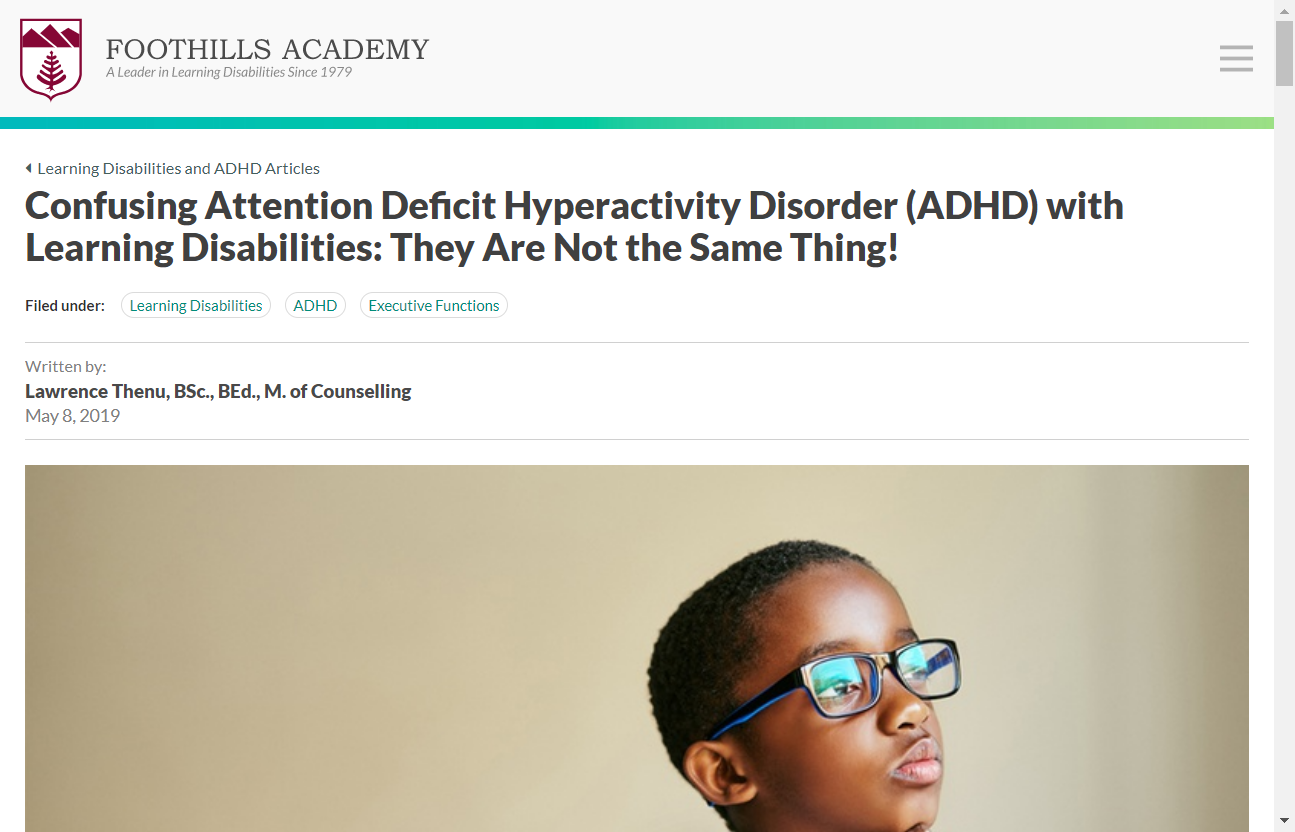 FOOTHILLS ACADEMY
A Leader in Learning Disabilities Since 1979
Learning Disabilities and ADHD Articles
Confusing Attention Deficit Hyperactivity Disorder (ADHD) with
Learning Disabilities: They Are Not the Same Thing!
Filed under: Learning Disabilities ADHD Executive Functions
Written by:
Lawrence Thenu, BSc., BEd., M. of Counselling
May 8, 2019